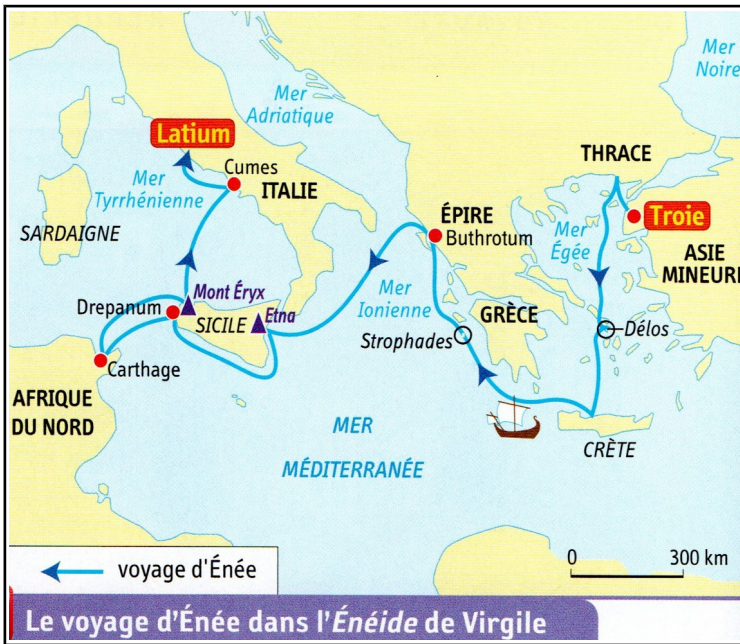 Mer
Noire
Mer
Adriatique
Latium
THRACE
Cumes
Mer
Tyrrhénienne
ITALIE
ÉPIRE
Troie
SARDAIGNE
Buthrotum
Mer
Égée
ASIE
MINEURE
Mont Éryx
Mer
Ionienne
Drepanum
SICILE
Etna
GRÈCE
Strophades
Délos
Carthage
AFRIQUE
DU NORD
MER
MÉDITERRANÉE
CRÈTE
voyage d'Énée
0 300 km
Le voyage d'Énée dans l'Énéide de Virgile